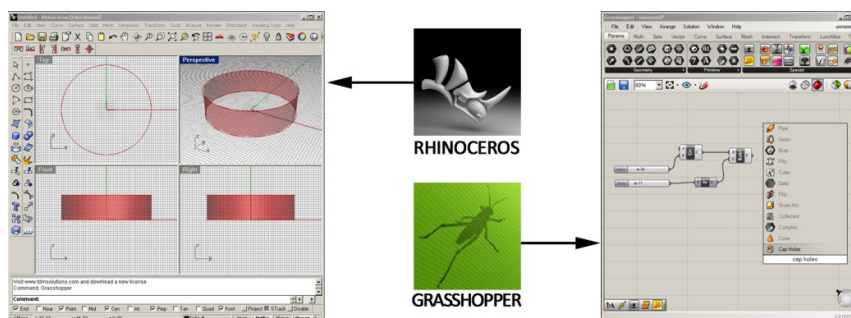 Untitled - Rhinoceros (Educational)
File Edit View Curve Surface Solid Mesh Dimension Transform Tools Analyze Render Paneling Tools Help
Top
Perspective
Front
Right
Visit www.tdmsolutions.com and download a new license
Command: Grasshopper
Command:
End Near Point Mid Cen Int Perp Tan Quad Knot Project STrack Disable
RHINOCEROS
GRASSHOPPER
Grasshopper - unnamed*
File Edit View Arrange Solution Window Help
Params Math Sets Vector Curve Surface Mesh Intersect Transform LunchBox
Geometry Primitive Special
80%
Pipe
Seam
Brep
Flip
Cube
Data
Flip
Scale NU
CoSecant
Complex
Cone
Cap Holes
cap holes